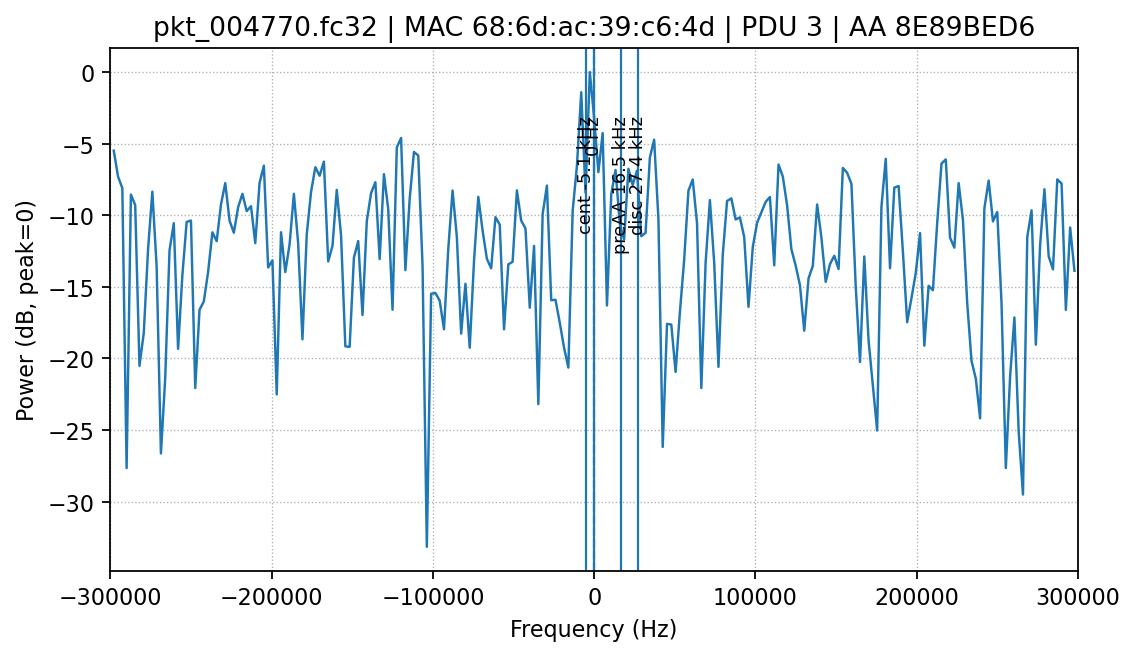 pkt_004770.fc32 | MAC 68:6d:ac:39:c6:4d | PDU 3 | AA 8E89BED6
Power (dB, peak=0)
0
−5
−10
−15
−20
−25
−30
cent -5.1 kHz
0 Hz
preAA 16.5 kHz
disc 27.4 kHz
−300000
−200000
−100000
0
100000
200000
300000
Frequency (Hz)